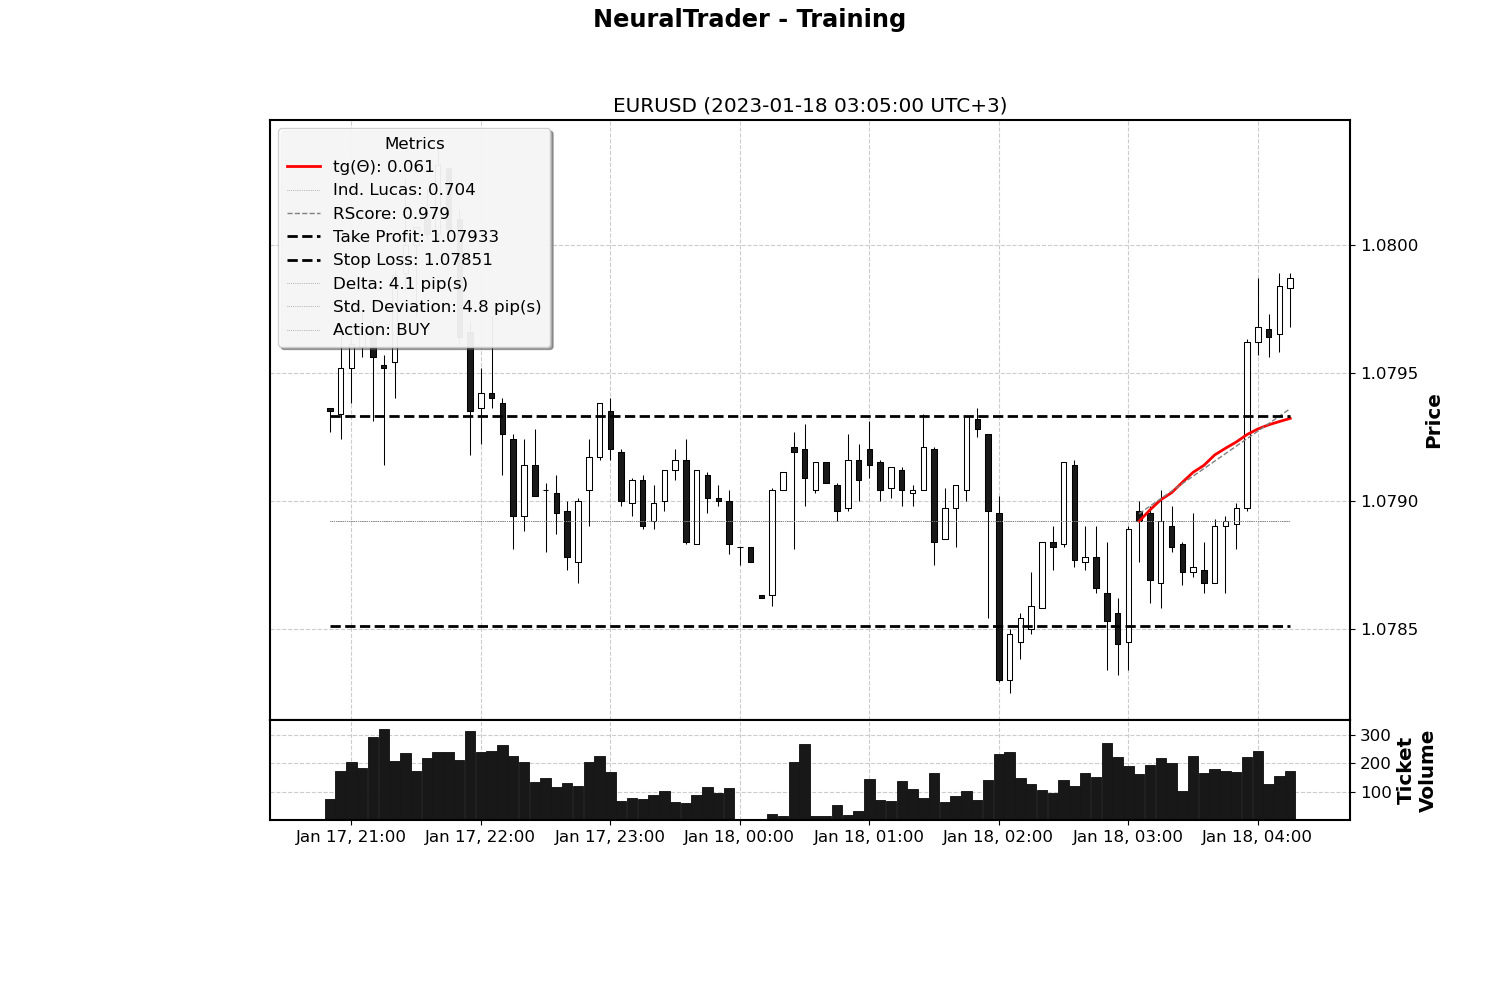 NeuralTrader - Training
EURUSD (2023-01-18 03:05:00 UTC+3)
Metrics
tg(Θ): 0.061
Ind. Lucas: 0.704
RScore: 0.979
Take Profit: 1.07933
Stop Loss: 1.07851
Delta: 4.1 pip(s)
Std. Deviation: 4.8 pip(s)
Action: BUY
1.0800
1.0795
1.0790
1.0785
Price
300
200
100
Ticket
Volume
Jan 17, 21:00
Jan 17, 22:00
Jan 17, 23:00
Jan 18, 00:00
Jan 18, 01:00
Jan 18, 02:00
Jan 18, 03:00
Jan 18, 04:00